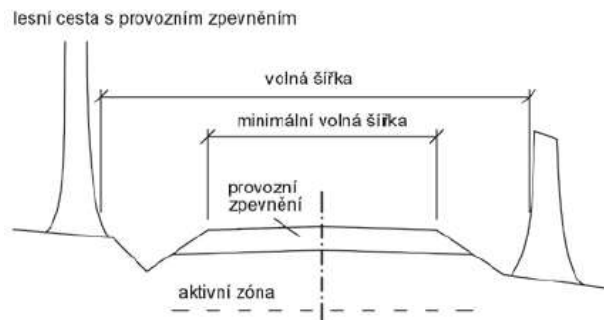 lesní cesta s provozním zpevněním
volná šířka
minimální volná šířka
provozní
zpevnění
aktivní zóna